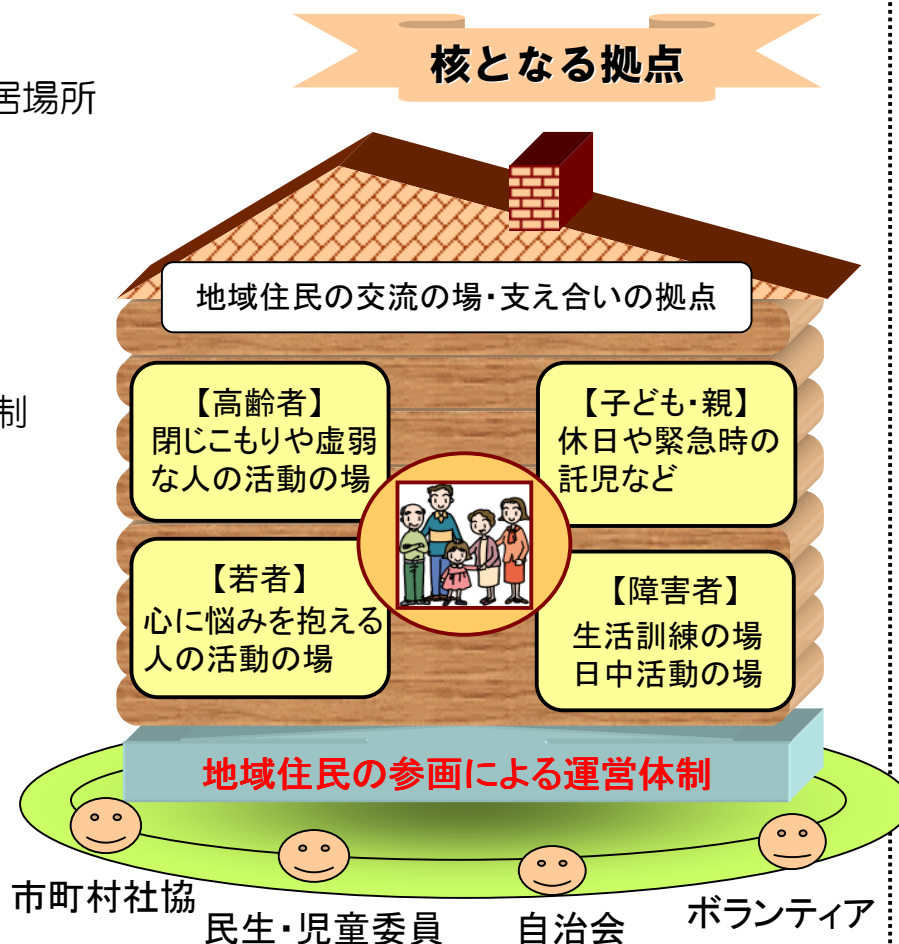 核となる拠点
居場所
地域住民の交流の場・支え合いの拠点
制
【高齢者】
閉じこもりや虚弱
な人の活動の場
【子ども・親】
休日や緊急時の
託児など
【若者】
心に悩みを抱える
人の活動の場
【障害者】
生活訓練の場
日中活動の場
地域住民の参画による運営体制
市町村社協
民生・児童委員
自治会
ボランティア